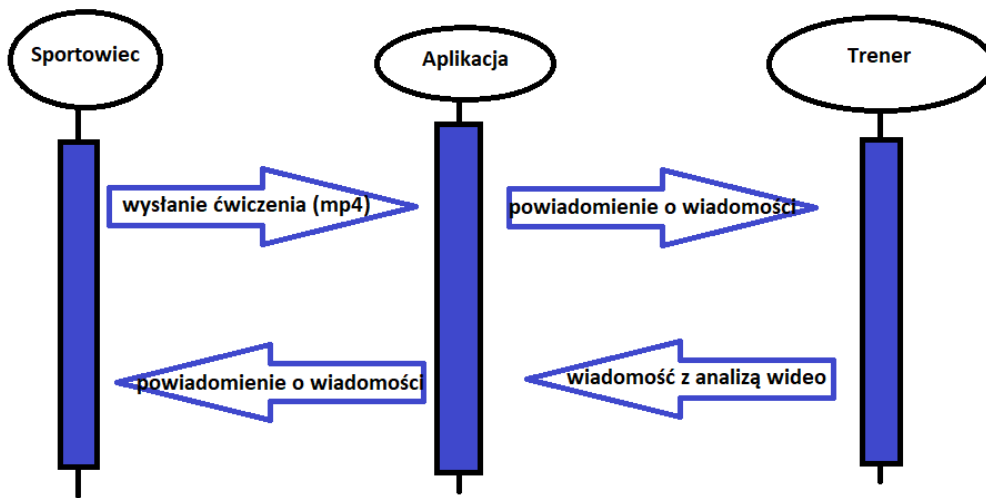 Sportowiec
Aplikacja
Trener
wysłanie ćwiczenia (mp4)
powiadomienie o wiadomości
powiadomienie o wiadomości
wiadomość z analizą wideo